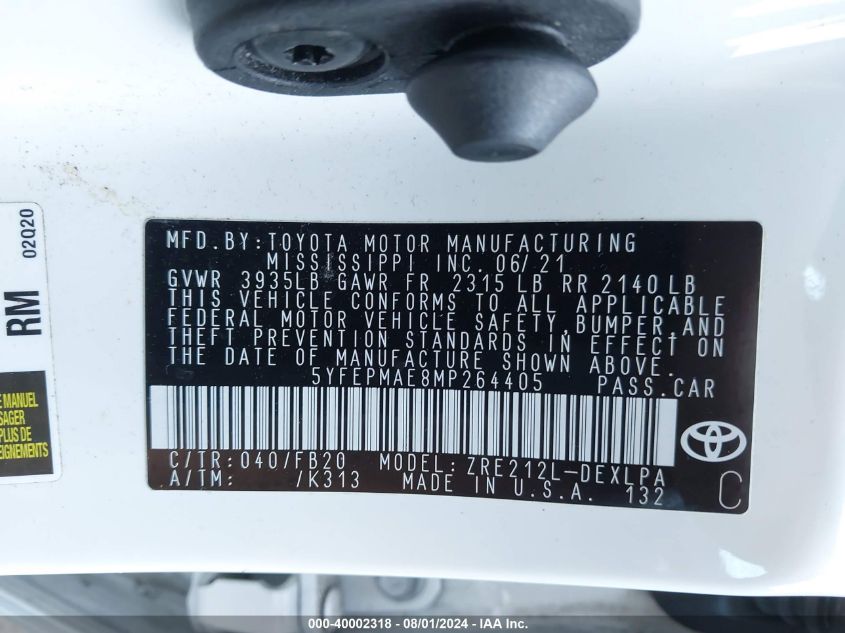 MFD.BY:TOYOTA MOTOR MANUFACTURING
MISSISSIPPI INC. 06/21
GVWR 3935LB GAWR FR 2315 LB RR 2140 LB
THIS VEHICLE CONFORMS TO ALL APPLICABLE
FEDERAL MOTOR VEHICLE SAFETY,BUMPER,AND
THEFT PREVENTION STANDARDS IN EFFECT ON
THE DATE OF MANUFACTURE SHOWN ABOVE.
5YFEPMAE8MP264405 PASS.CAR
C/TR:040/FB20 MODEL:ZRE212L-DEXLPA
A/TM: /K313 MADE IN U.S.A. 132
C
RM 02Q20
E MANUEL
SAGER
PLUS DE
EIGNEMENTS
000-40002318 - 08/01/2024 - IAA Inc.